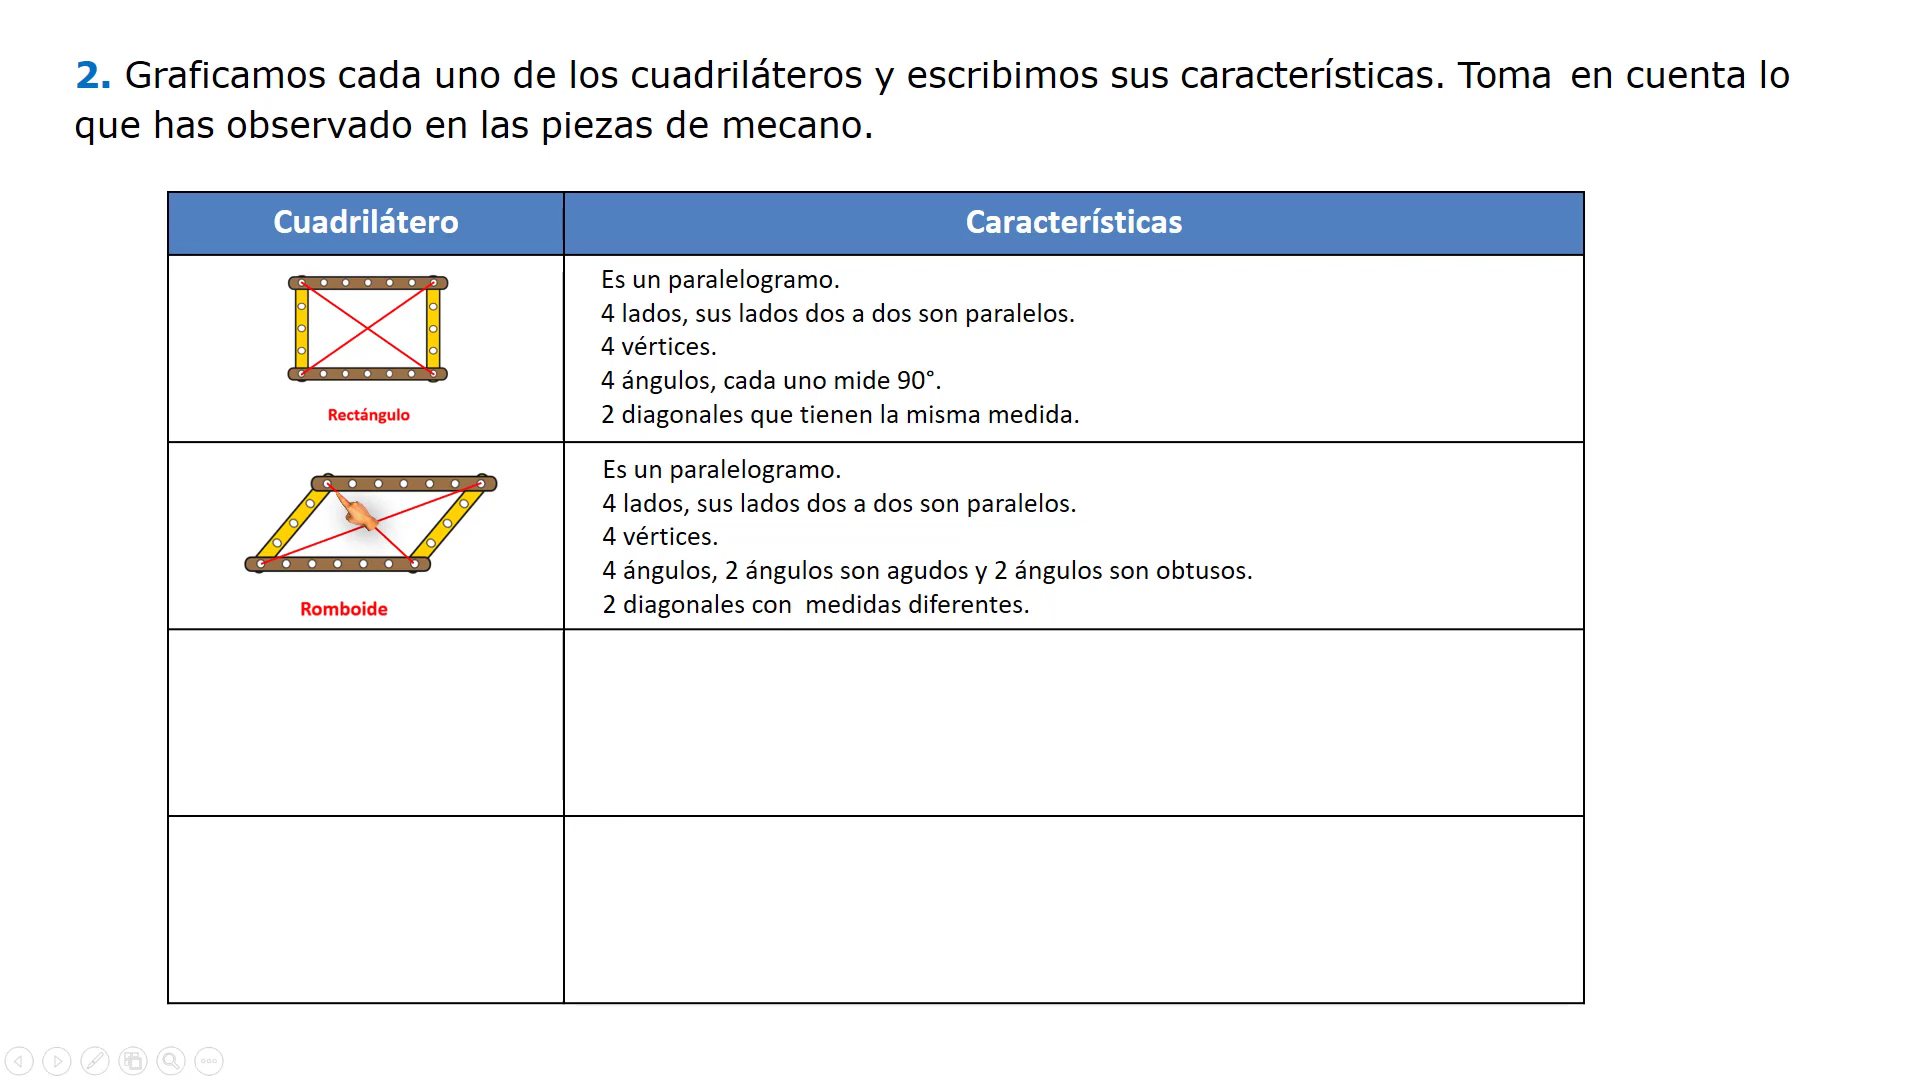 2. Graficamos cada uno de los cuadriláteros y escribimos sus características. Toma en cuenta lo
que has observado en las piezas de mecano.
Cuadrilátero
Características
Rectángulo
Es un paralelogramo.
4 lados, sus lados dos a dos son paralelos.
4 vértices.
4 ángulos, cada uno mide 90°.
2 diagonales que tienen la misma medida.
Romboide
Es un paralelogramo.
4 lados, sus lados dos a dos son paralelos.
4 vértices.
4 ángulos, 2 ángulos son agudos y 2 ángulos son obtusos.
2 diagonales con medidas diferentes.